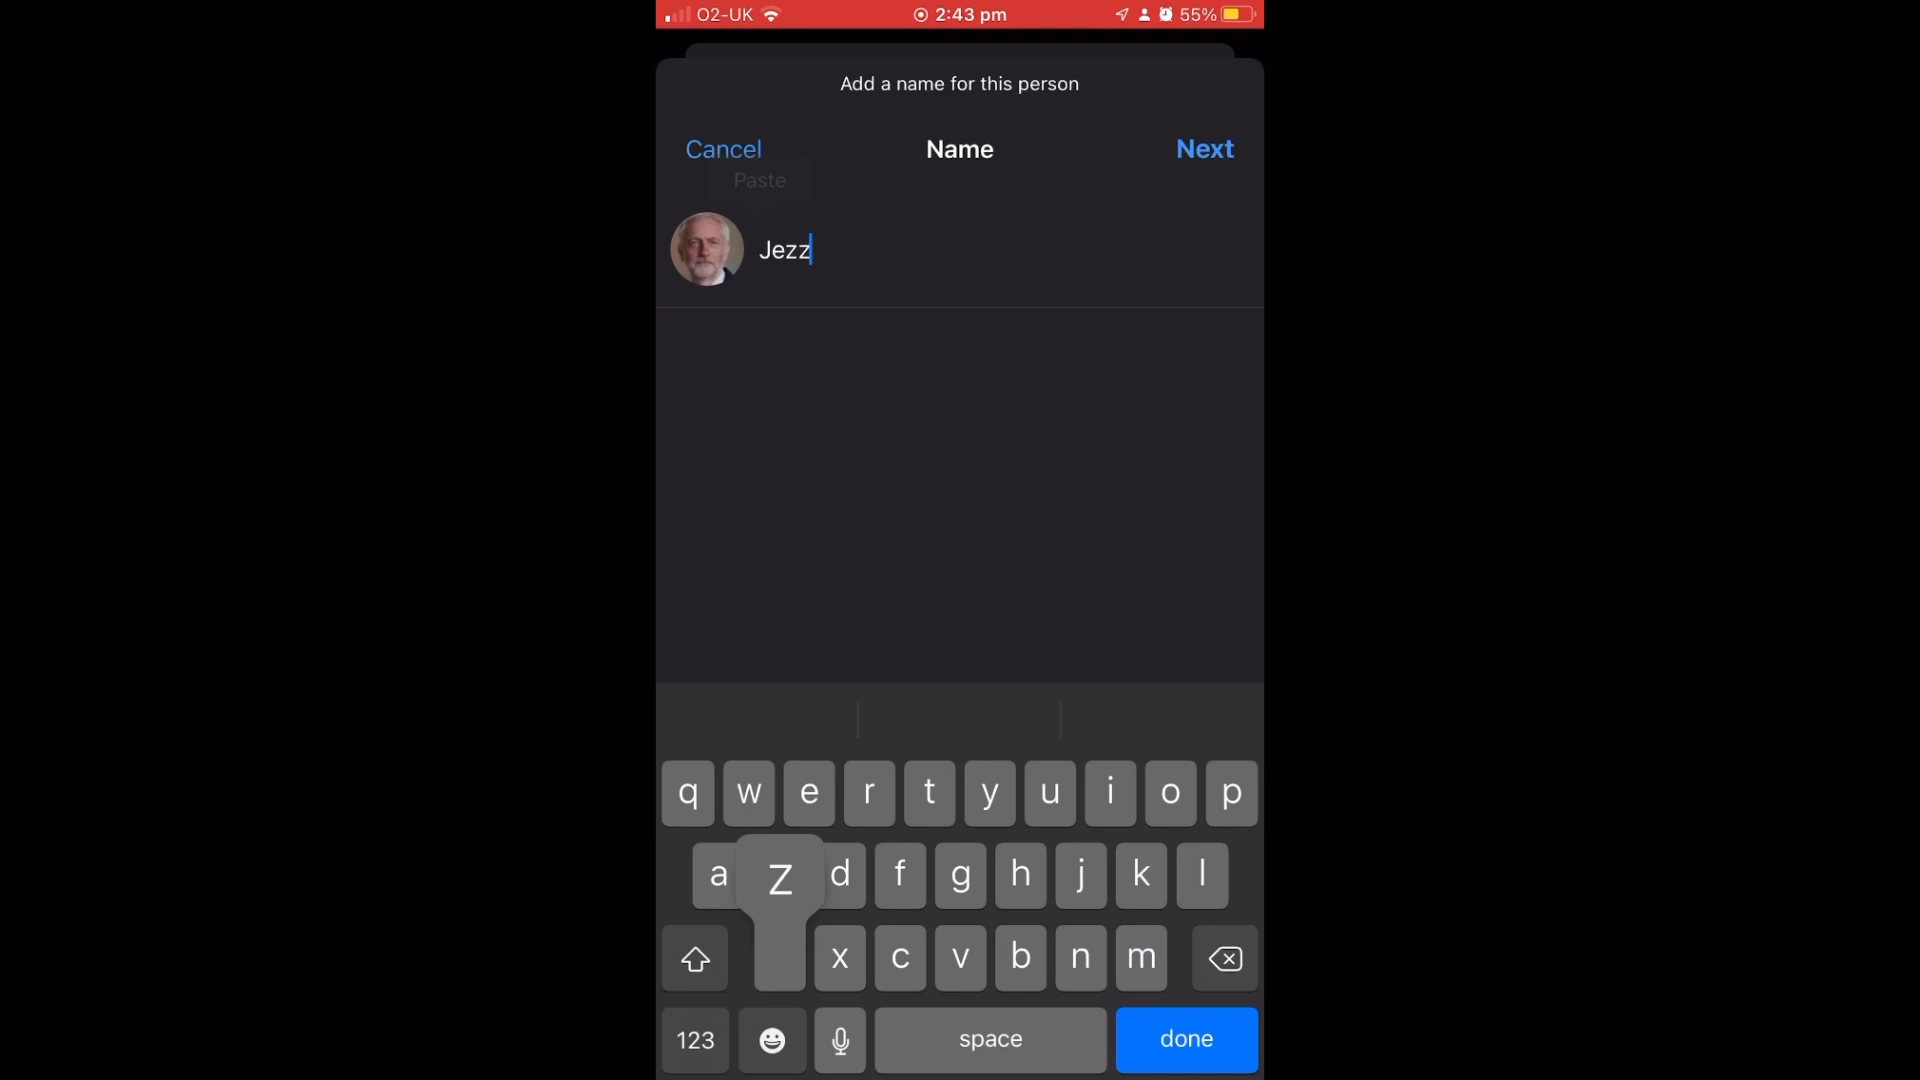 O2-UK 2:43 pm 55%
Add a name for this person
Cancel Name Next
Paste
Jezz
q w e r t y u i o p
a Z d f g h j k l
x c v b n m
123 space done